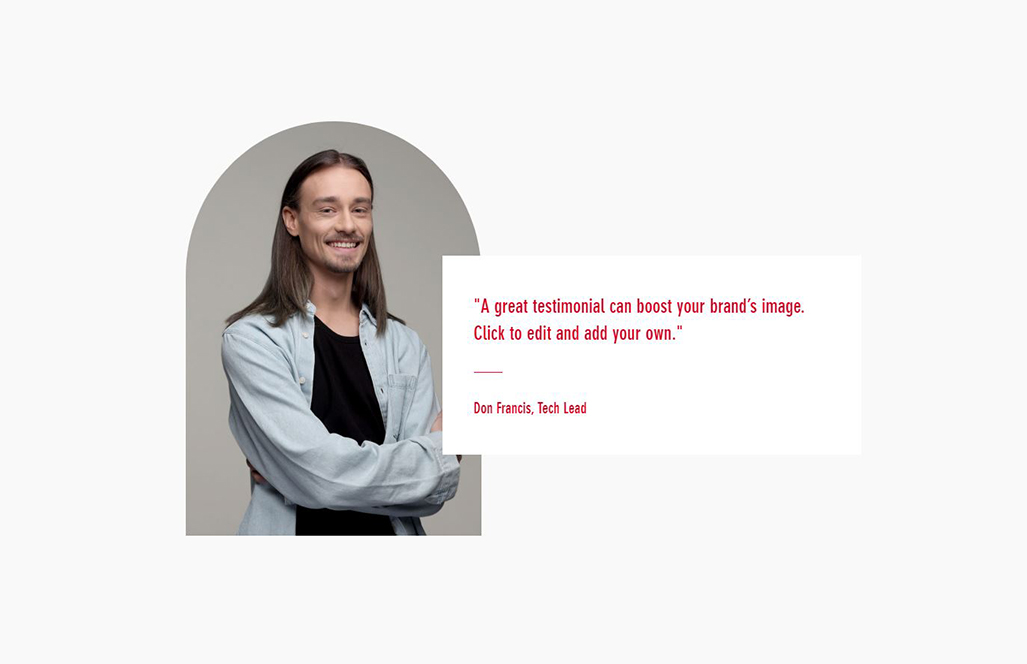 "A great testimonial can boost your brand’s image.
Click to edit and add your own."
Don Francis, Tech Lead